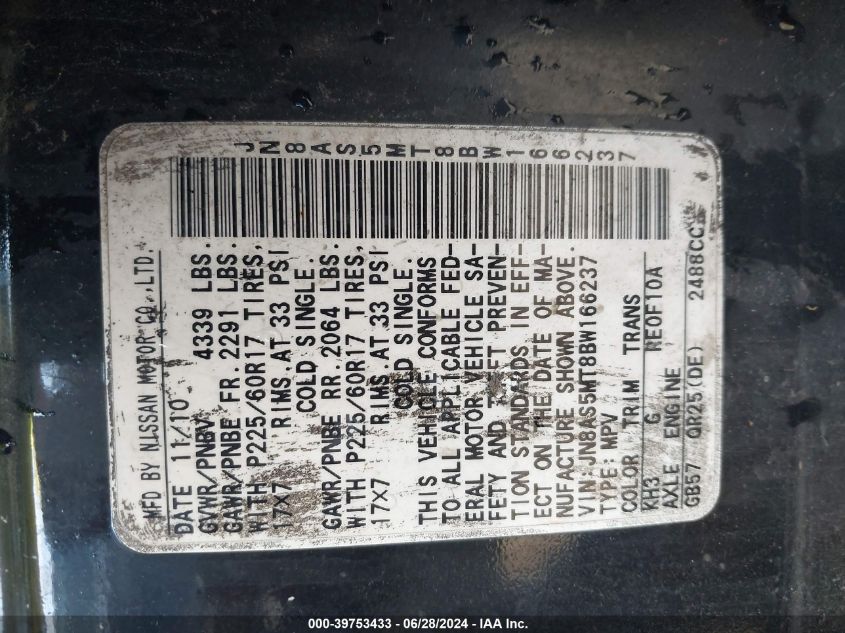 MFD BY NISSAN MOTOR CO.,LTD.
DATE 11/10
GVWR/PNBV 4339 LBS.
GAWR/PNBE FR. 2291 LBS.
WITH P225/60R17 TIRES,
17X7 RIMS.AT 33 PSI
COLD SINGLE.
GAWR/PNBE RR. 2064 LBS.
WITH P225/60R17 TIRES,
17X7 RIMS.AT 33 PSI
COLD SINGLE.
THIS VEHICLE CONFORMS
TO ALL APPLICABLE FED-
ERAL MOTOR VEHICLE SA-
FETY AND THEFT PREVEN-
TION STANDARDS IN EFF-
ECT ON THE DATE OF MA-
NUFACTURE SHOWN ABOVE.
VIN:JN8AS5MT8BW166237
TYPE:MPV
COLOR TRIM TRANS
KH3 G RE0F10A
AXLE ENGINE
GB57 QR25(DE) 2488CC
JN8AS5MT8BW166237
000-39753433 - 06/28/2024 - IAA Inc.